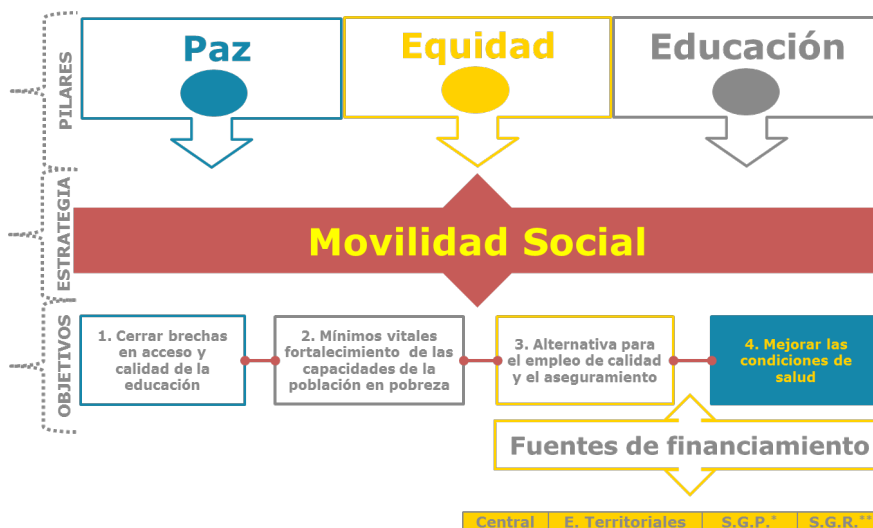 PILARES
Paz
Equidad
Educación
ESTRATEGIA
Movilidad Social
OBJETIVOS
1. Cerrar brechas
en acceso y
calidad de la
educación
2. Mínimos vitales
fortalecimiento de las
capacidades de la
población en pobreza
3. Alternativa para
el empleo de calidad
y el aseguramiento
4. Mejorar las
condiciones de
salud
Fuentes de financiamiento
Central E. Territoriales S.G.P.* S.G.R.**